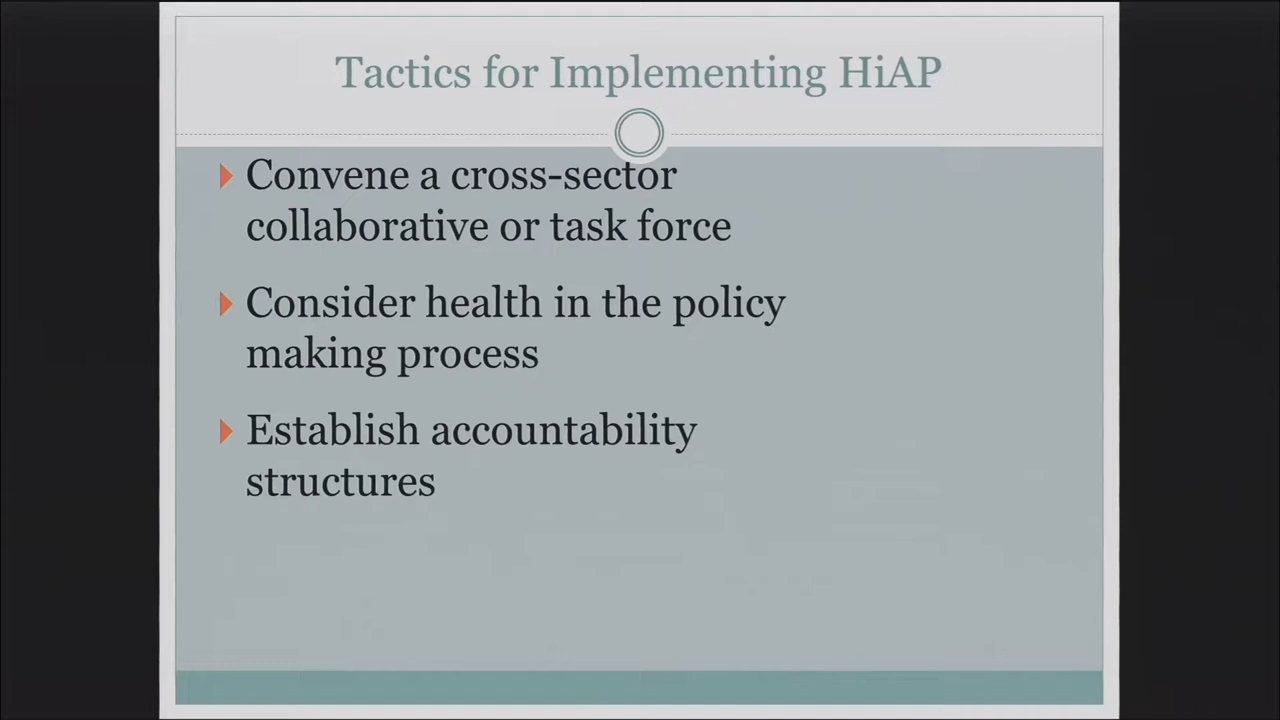 Tactics for Implementing HiAP
Convene a cross-sector
collaborative or task force
Consider health in the policy
making process
Establish accountability
structures